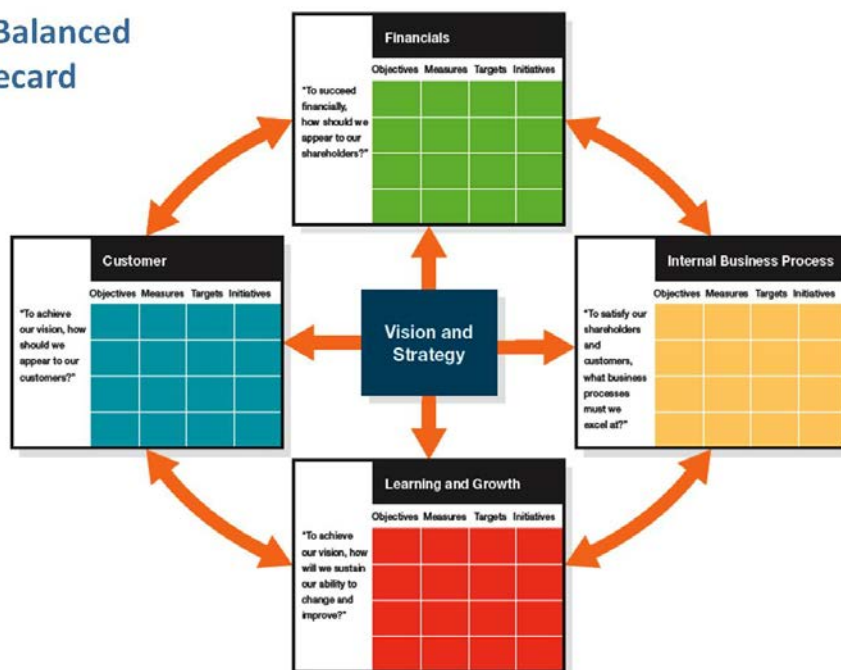 Balanced
ecard
Financials
Objectives Measures Targets Initiatives
"To succeed
financially,
how should we
appear to our
shareholders?"
Customer
Objectives Measures Targets Initiatives
"To achieve
our vision, how
should we
appear to our
customers?"
Vision and
Strategy
Internal Business Process
Objectives Measures Targets Initiatives
"To satisfy our
shareholders
and
customers,
what business
processes
must we
excel at?"
Learning and Growth
Objectives Measures Targets Initiatives
"To achieve
our vision, how
will we sustain
our ability to
change and
improve?"